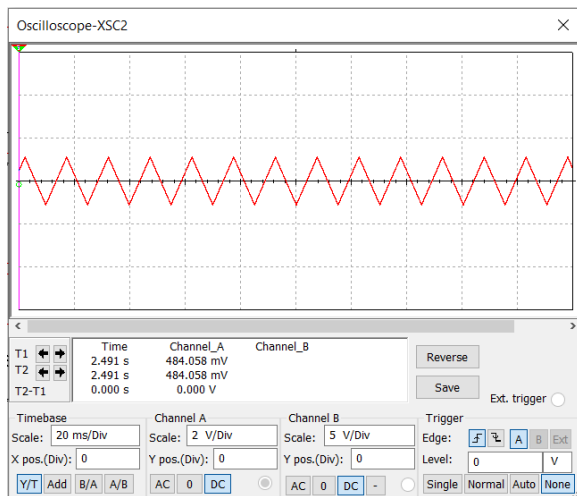 Oscilloscope-XSC2
Time Channel_A Channel_B
T1 2.491 s 484.058 mV
T2 2.491 s 484.058 mV
T2-T1 0.000 s 0.000 V
Reverse
Save
Ext. trigger
Timebase
Scale: 20 ms/Div
X pos.(Div): 0
Y/T Add B/A A/B
Channel A
Scale: 2 V/Div
Y pos.(Div): 0
AC 0 DC
Channel B
Scale: 5 V/Div
Y pos.(Div): 0
AC 0 DC -
Trigger
Edge: A B Ext
Level: 0 V
Single Normal Auto None